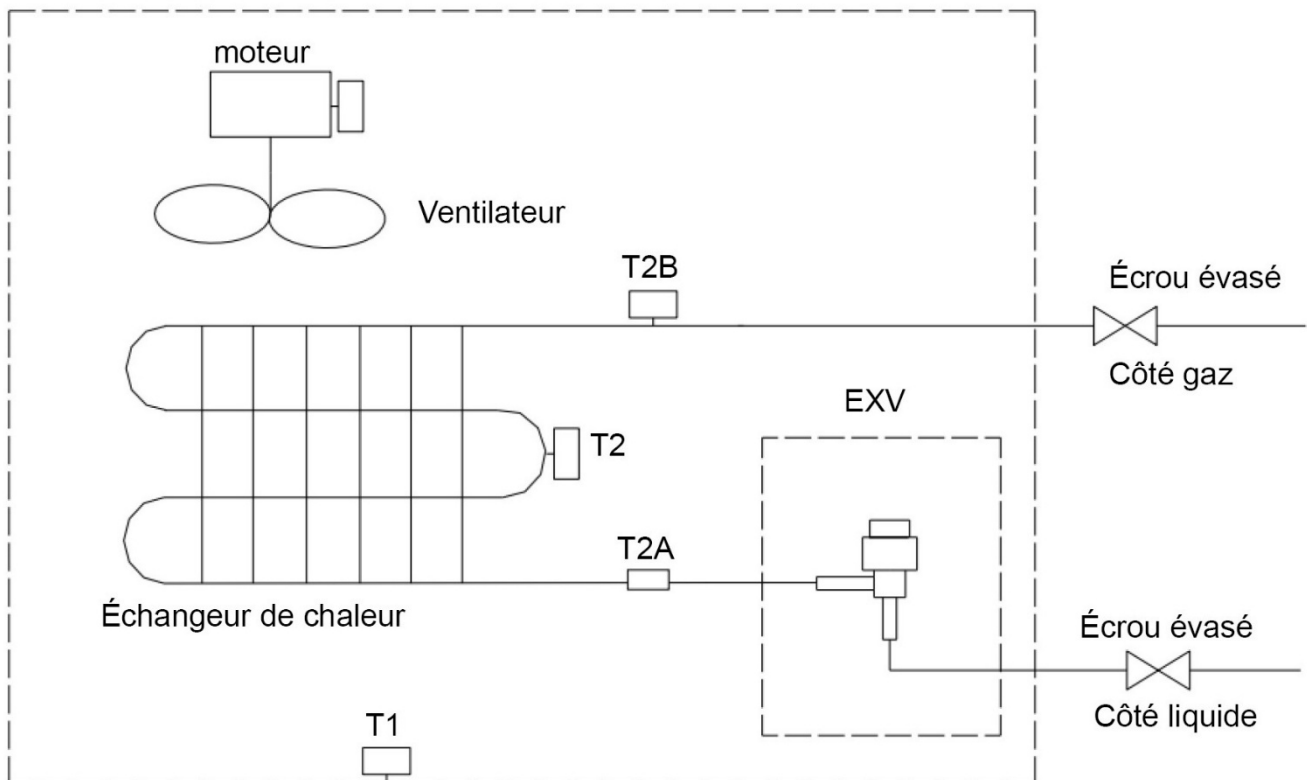 moteur
Ventilateur
T2B
Écrou évasé
Côté gaz
EXV
T2
T2A
Échangeur de chaleur
Écrou évasé
Côté liquide
T1